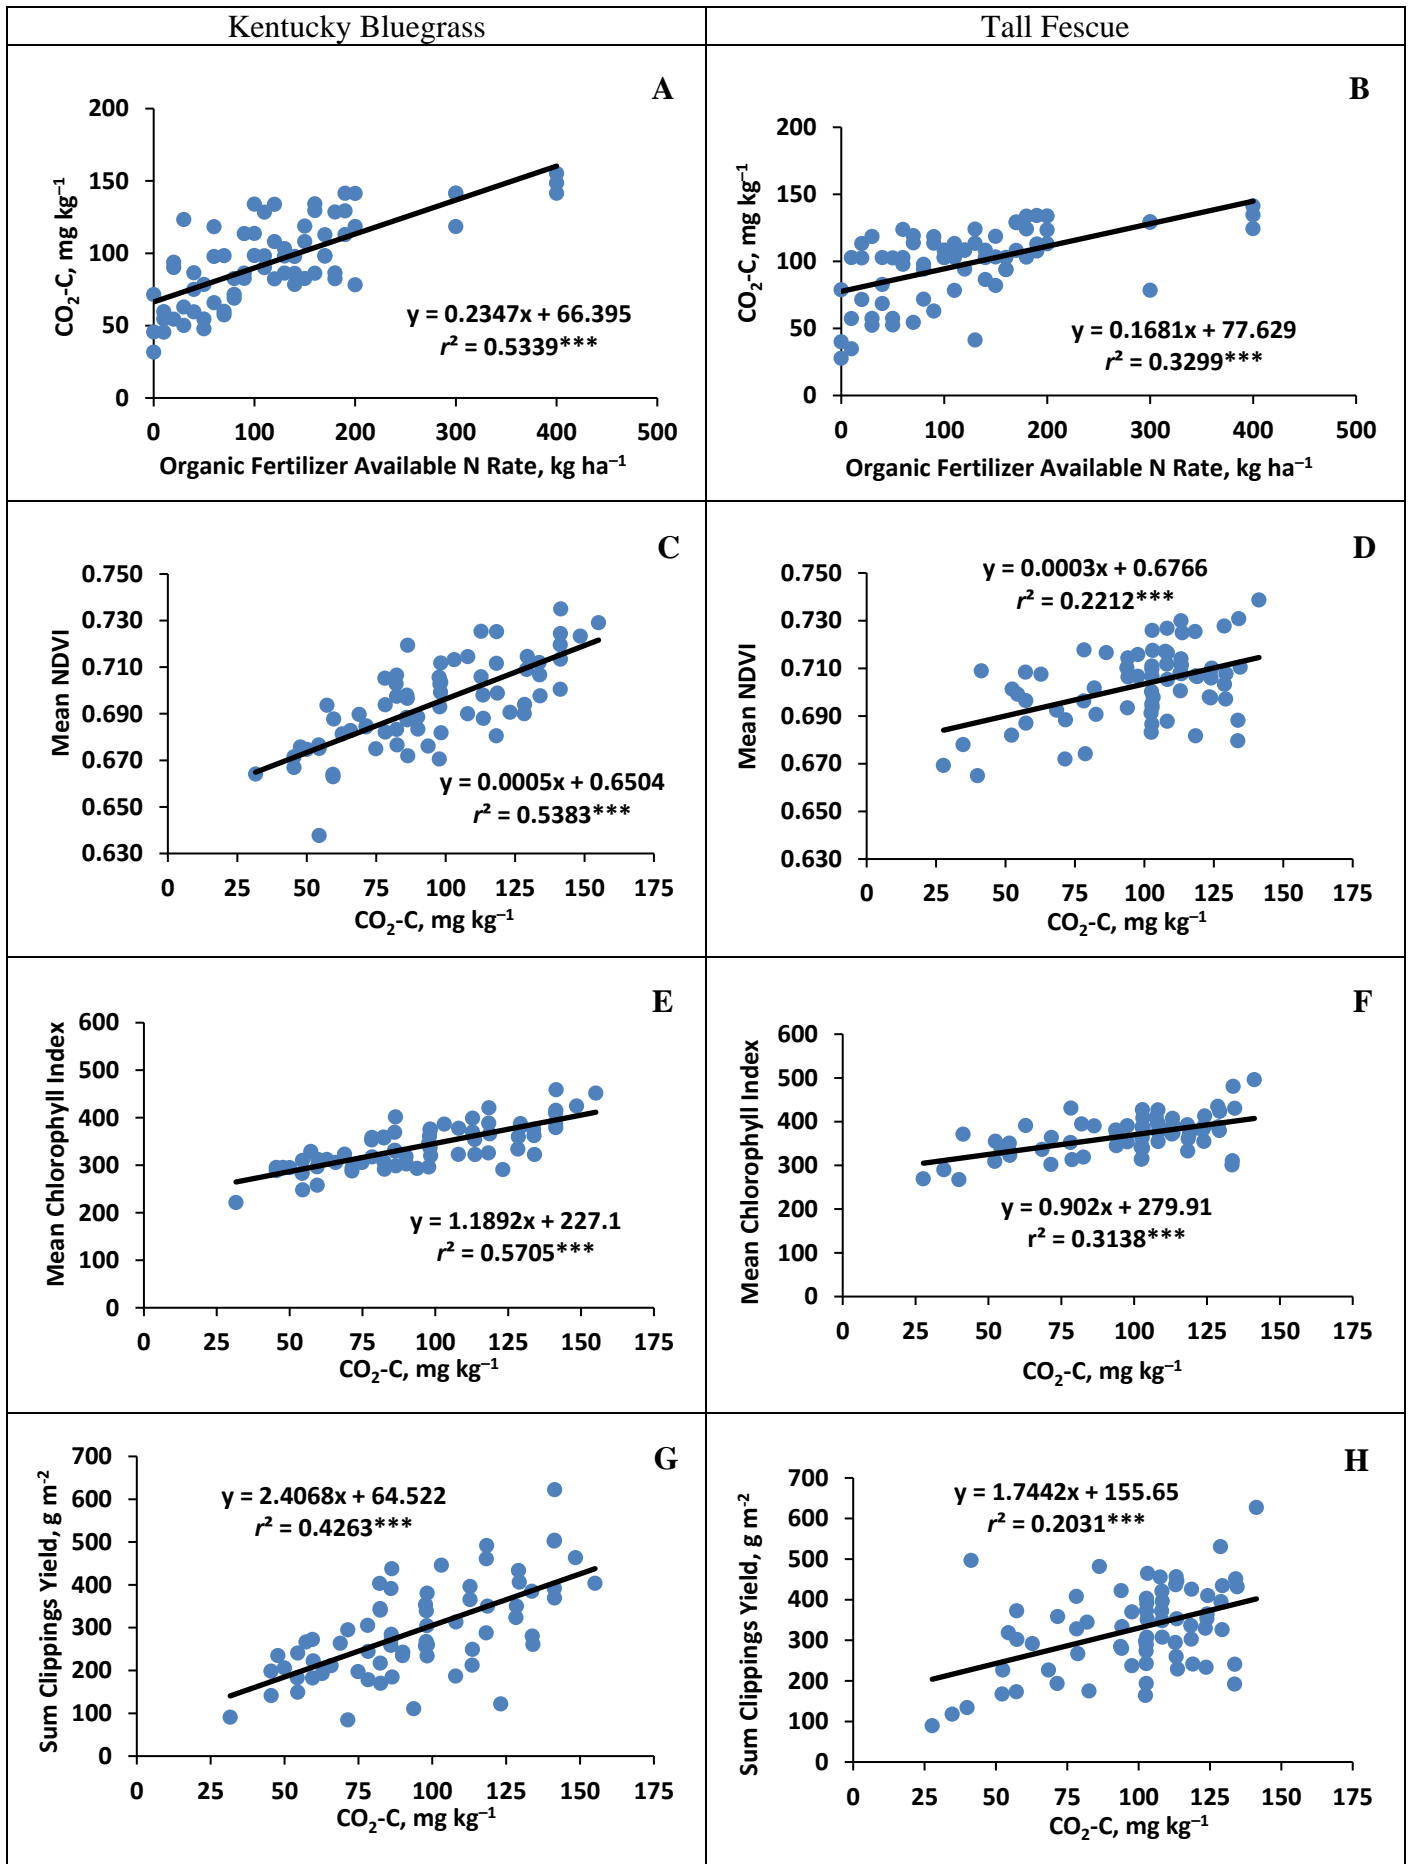 Kentucky Bluegrass
Tall Fescue
A
200
150
100
50
0
CO₂-C, mg kg⁻¹
y = 0.2347x + 66.395
r² = 0.5339***
0 100 200 300 400 500
Organic Fertilizer Available N Rate, kg ha⁻¹
B
200
150
100
50
0
CO₂-C, mg kg⁻¹
y = 0.1681x + 77.629
r² = 0.3299***
0 100 200 300 400 500
Organic Fertilizer Available N Rate, kg ha⁻¹
C
0.750
0.730
0.710
0.690
0.670
0.650
0.630
Mean NDVI
y = 0.0005x + 0.6504
r² = 0.5383***
0 25 50 75 100 125 150 175
CO₂-C, mg kg⁻¹
D
y = 0.0003x + 0.6766
r² = 0.2212***
0.750
0.730
0.710
0.690
0.670
0.650
0.630
Mean NDVI
0 25 50 75 100 125 150 175
CO₂-C, mg kg⁻¹
E
600
500
400
300
200
100
0
Mean Chlorophyll Index
y = 1.1892x + 227.1
r² = 0.5705***
0 25 50 75 100 125 150 175
CO₂-C, mg kg⁻¹
F
600
500
400
300
200
100
0
Mean Chlorophyll Index
y = 0.902x + 279.91
r² = 0.3138***
0 25 50 75 100 125 150 175
CO₂-C, mg kg⁻¹
G
700
600
500
400
300
200
100
0
Sum Clippings Yield, g m⁻²
y = 2.4068x + 64.522
r² = 0.4263***
0 25 50 75 100 125 150 175
CO₂-C, mg kg⁻¹
H
700
600
500
400
300
200
100
0
Sum Clippings Yield, g m⁻²
y = 1.7442x + 155.65
r² = 0.2031***
0 25 50 75 100 125 150 175
CO₂-C, mg kg⁻¹